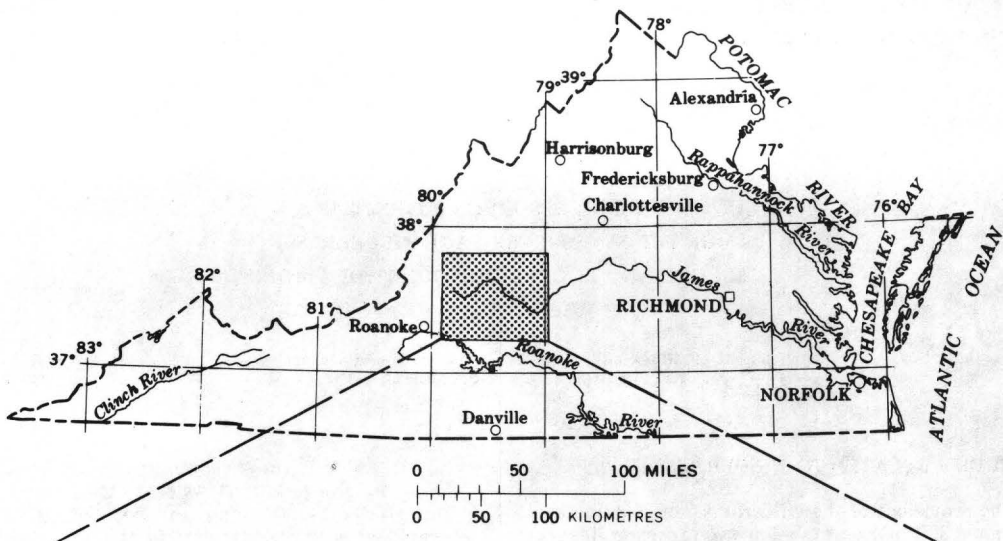 78°
POTOMAC
79°
39°
Alexandria
77°
Harrisonburg
Rappahannock
Fredericksburg
RIVER
80°
Charlottesville
76°
BAY
38°
River
OCEAN
82°
James
CHESAPEAKE
81°
RICHMOND
Roanoke
River
37°
83°
Roanoke
ATLANTIC
Clinch River
NORFOLK
Danville
River
0 50 100 MILES
0 50 100 KILOMETRES